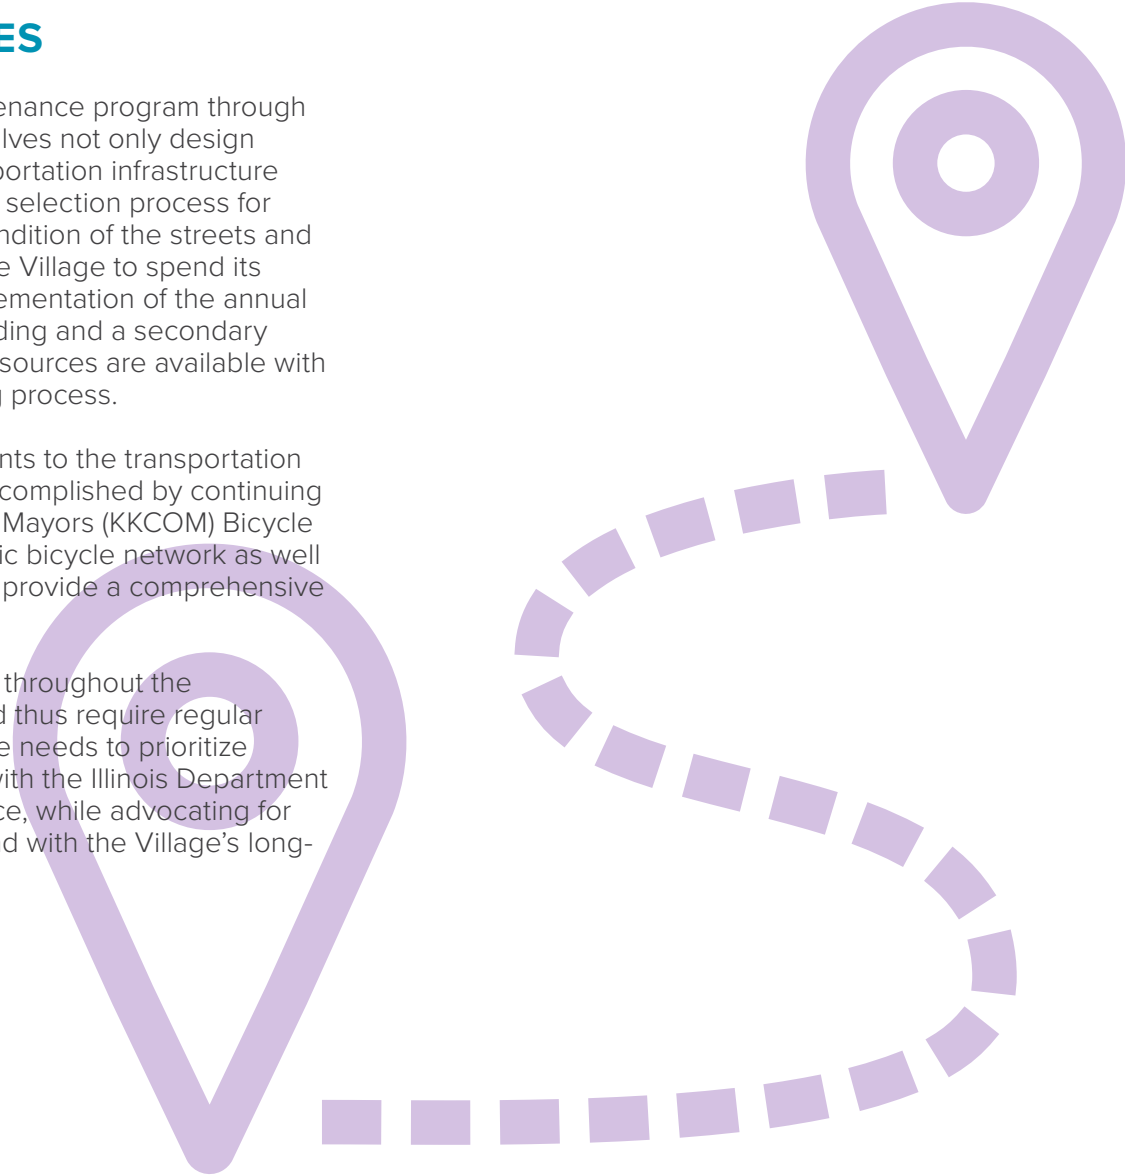 ES
enance program through
lves not only design
portation infrastructure
selection process for
ndition of the streets and
e Village to spend its
ementation of the annual
ding and a secondary
sources are available with
g process.
nts to the transportation
complished by continuing
Mayors (KKCOM) Bicycle
ic bicycle network as well
provide a comprehensive
throughout the
d thus require regular
e needs to prioritize
with the Illinois Department
ce, while advocating for
d with the Village's long-